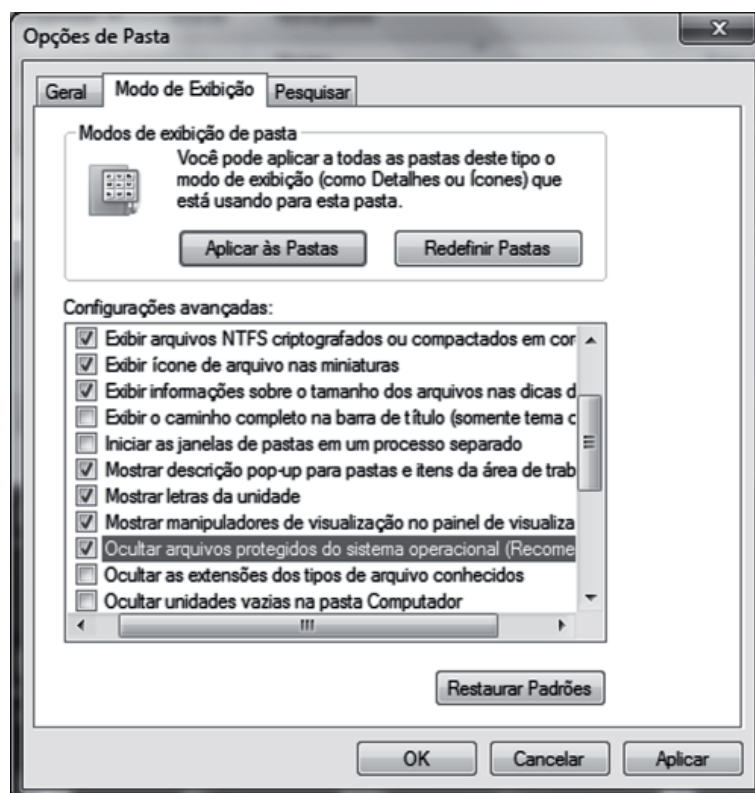 Opções de Pasta
Geral
Modo de Exibição
Pesquisar
Modos de exibição de pasta
Você pode aplicar a todas as pastas deste tipo o
modo de exibição (como Detalhes ou Ícones) que
está usando para esta pasta.
Aplicar às Pastas
Redefinir Pastas
Configurações avançadas:
Exibir arquivos NTFS criptografados ou compactados em cor
Exibir ícone de arquivo nas miniaturas
Exibir informações sobre o tamanho dos arquivos nas dicas d
Exibir o caminho completo na barra de título (somente tema c
Iniciar as janelas de pastas em um processo separado
Mostrar descrição pop-up para pastas e itens da área de trab
Mostrar letras da unidade
Mostrar manipuladores de visualização no painel de visualiza
Ocultar arquivos protegidos do sistema operacional (Recome
Ocultar as extensões dos tipos de arquivo conhecidos
Ocultar unidades vazias na pasta Computador
Restaurar Padrões
OK
Cancelar
Aplicar